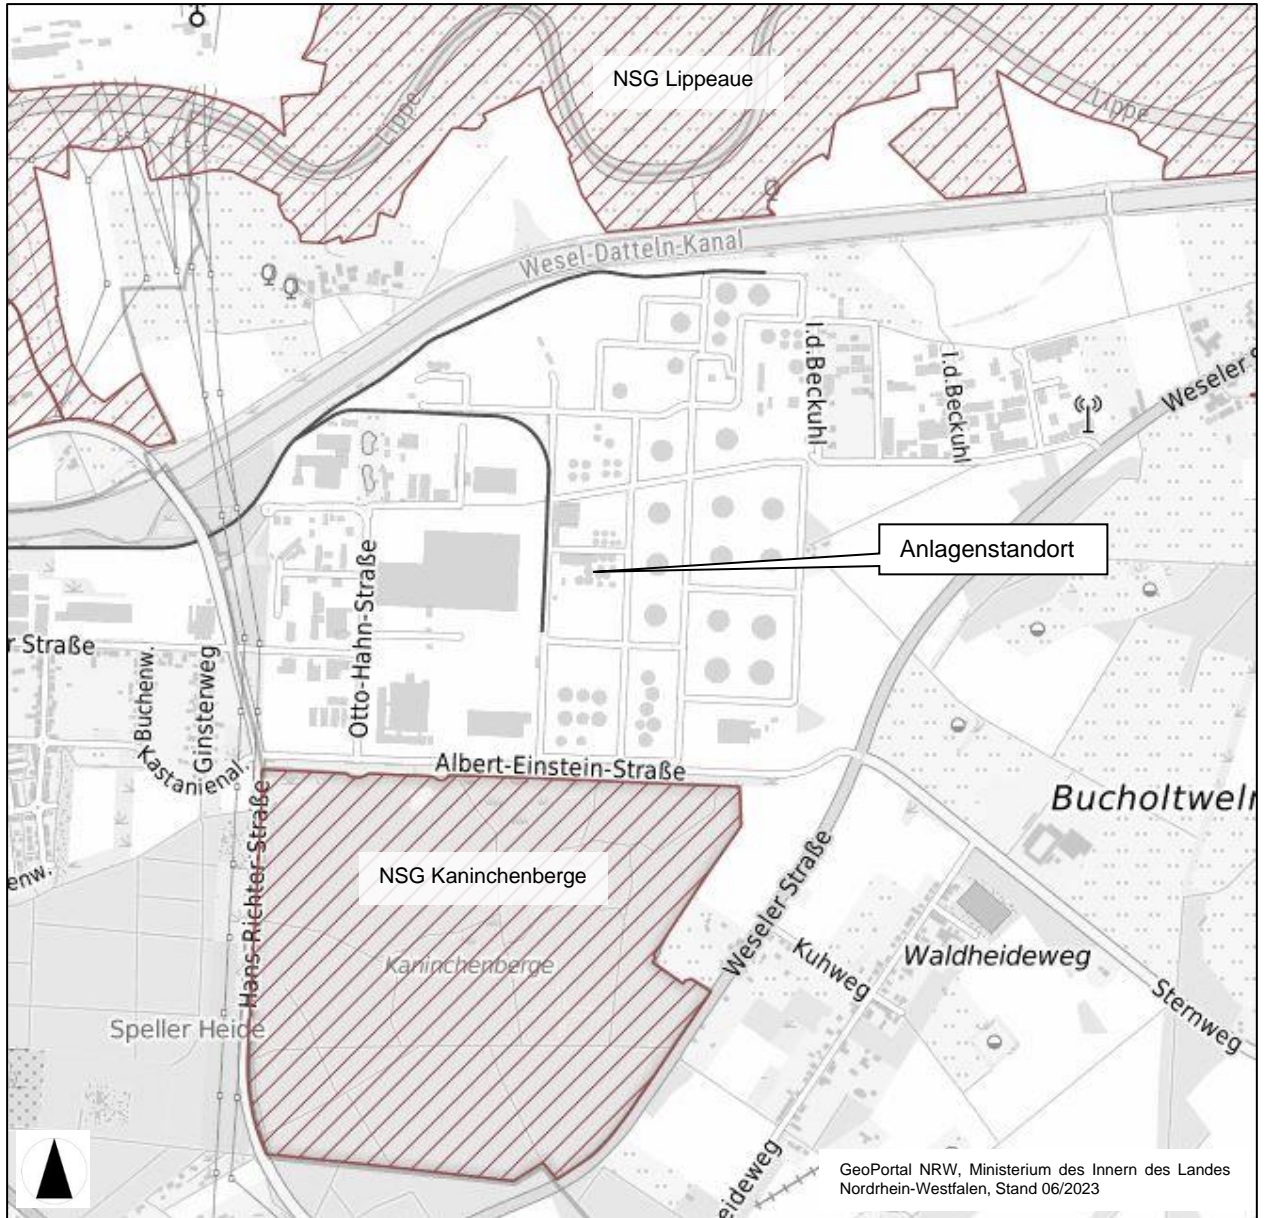 NSG Lippeaue
Lippe
Lippe
Wesel-Datteln-Kanal
I.d.Beckuhl
I.d.Beckuhl
Weseler S
Anlagenstandort
Otto-Hahn-Straße
r Straße
Buchenw.
Ginsterweg
Kastanienal.
Albert-Einstein-Straße
Hans-Richter-Straße
Bucholtwel
enw.
NSG Kaninchenberge
Kaninchenberge
Weseler Straße
Kuhweg
Waldheideweg
Sternweg
Speller Heide
eideweg
GeoPortal NRW, Ministerium des Innern des Landes
Nordrhein-Westfalen, Stand 06/2023